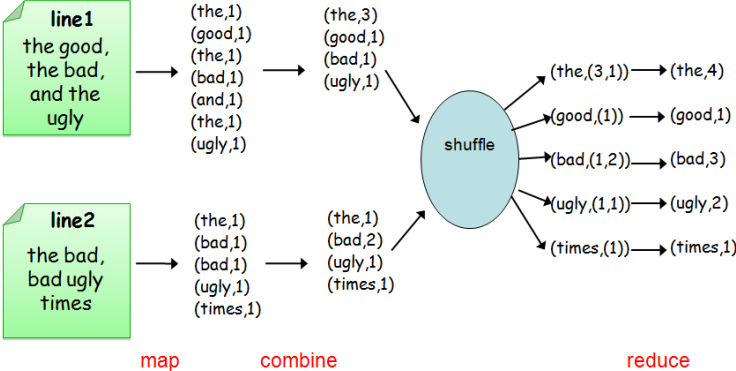 line1
the good,
the bad,
and the
ugly
(the,1)
(good,1)
(the,1)
(bad,1)
(and,1)
(the,1)
(ugly,1)
(the,3)
(good,1)
(bad,1)
(ugly,1)
line2
the bad,
bad ugly
times
(the,1)
(bad,1)
(bad,1)
(ugly,1)
(times,1)
(the,1)
(bad,2)
(ugly,1)
(times,1)
shuffle
(the,(3,1)) (the,4)
(good,(1)) (good,1)
(bad,(1,2)) (bad,3)
(ugly,(1,1)) (ugly,2)
(times,(1)) (times,1)
map combine reduce